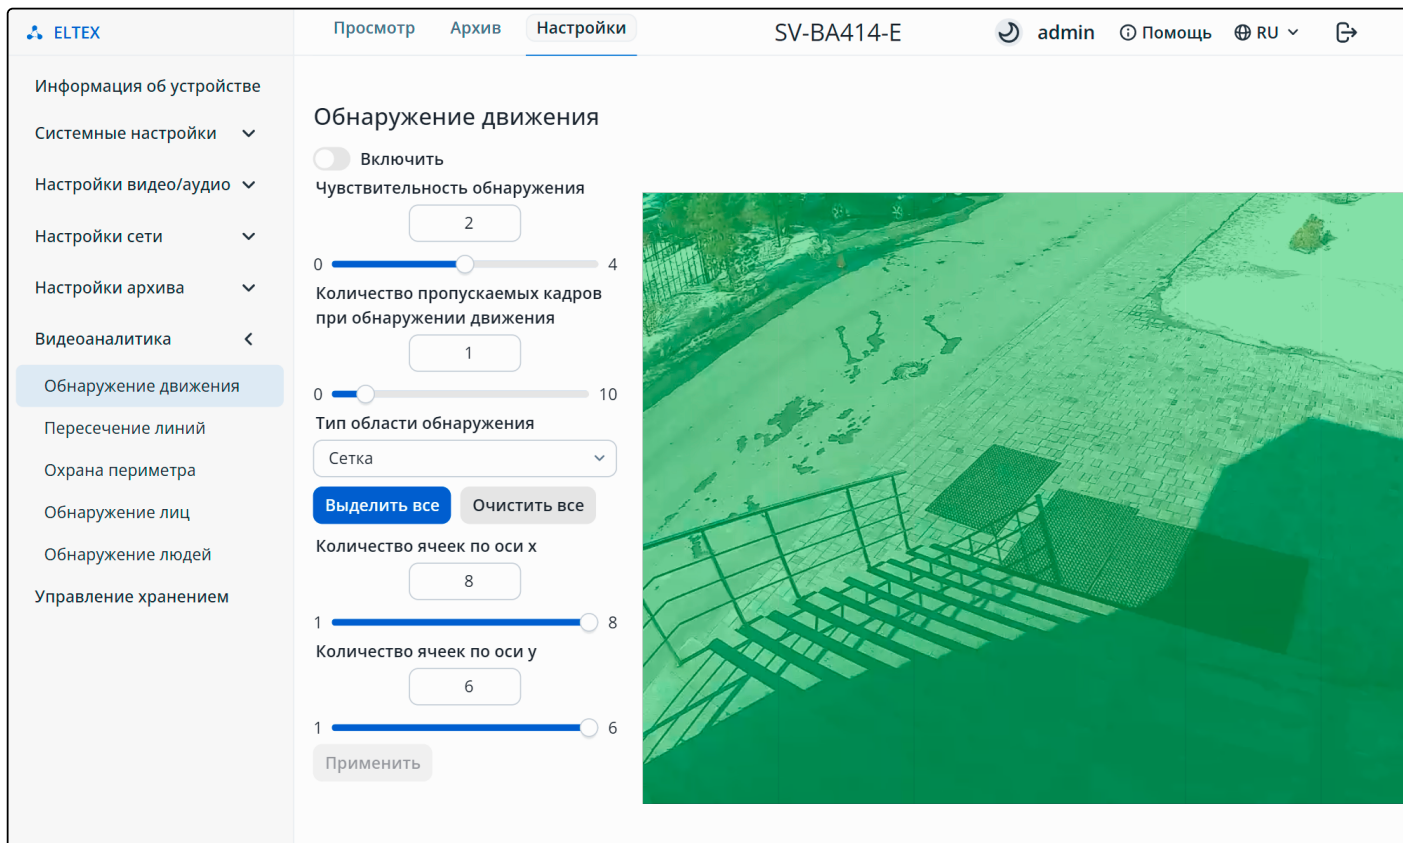 ELTEX
Просмотр
Архив
Настройки
SV-BA414-E
admin
Помощь
RU
Информация об устройстве
Системные настройки
Настройки видео/аудио
Настройки сети
Настройки архива
Видеоаналитика
Обнаружение движения
Пересечение линий
Охрана периметра
Обнаружение лиц
Обнаружение людей
Управление хранением
Обнаружение движения
Включить
Чувствительность обнаружения
2
0 4
Количество пропускаемых кадров
при обнаружении движения
1
0 10
Тип области обнаружения
Сетка
Выделить все Очистить все
Количество ячеек по оси x
8
1 8
Количество ячеек по оси y
6
1 6
Применить